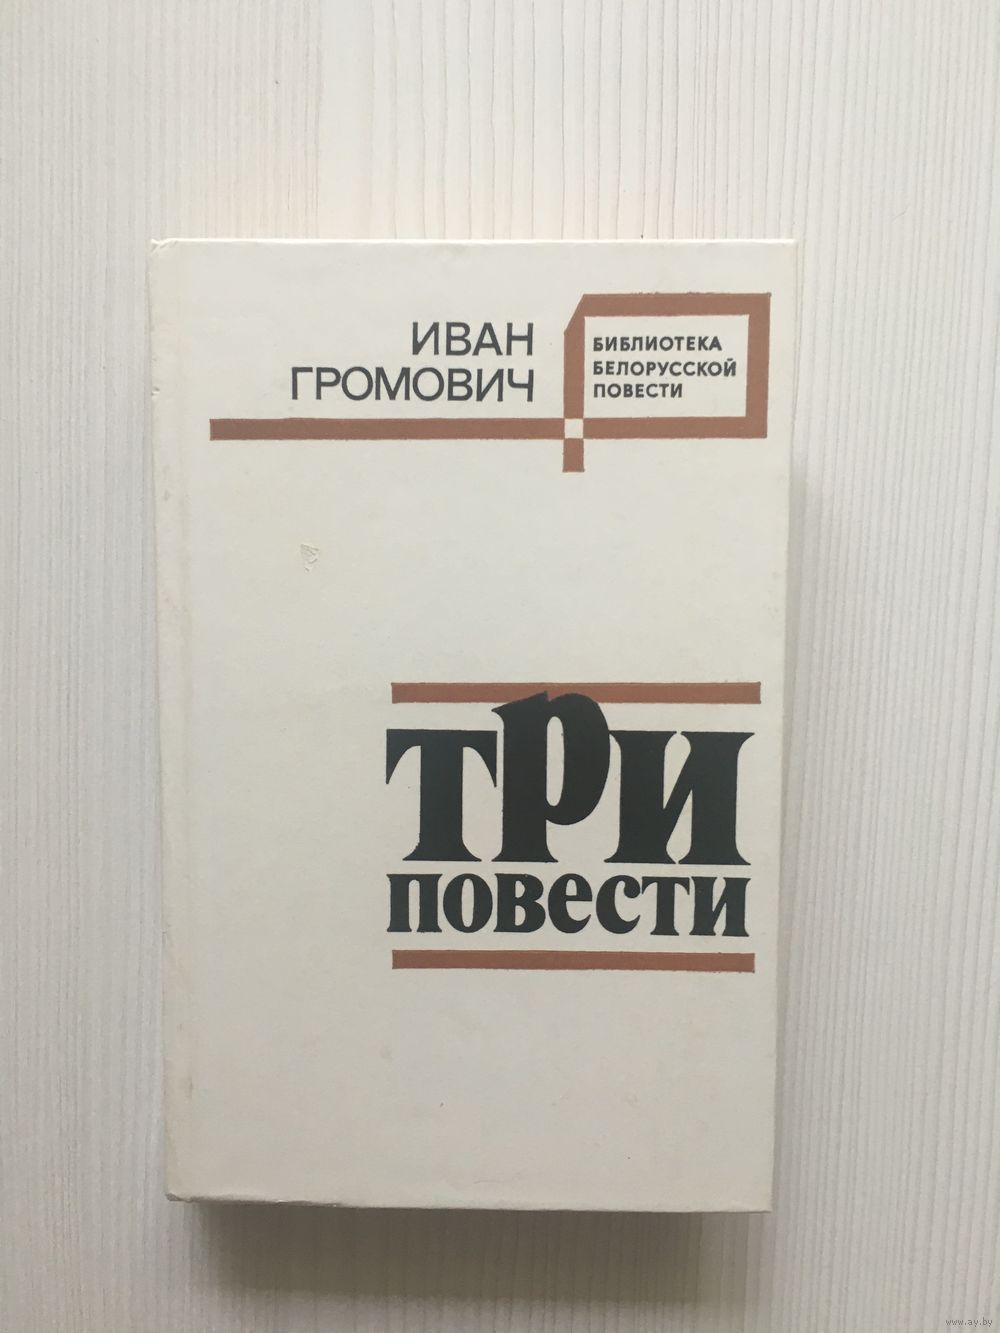 ИВАН
ГРОМОВИЧ
БИБЛИОТЕКА
БЕЛОРУССКОЙ
ПОВЕСТИ
ТРИ
ПОВЕСТИ
www.ay.by